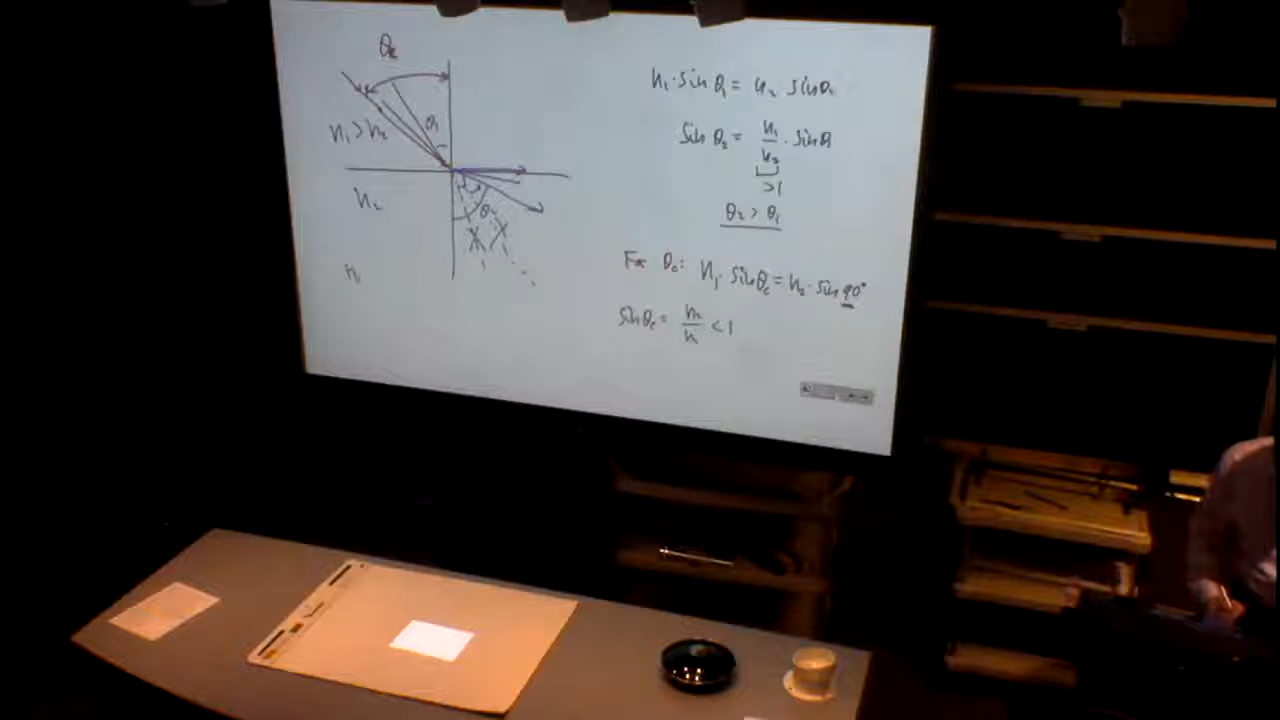 θc
θ1
n1 > n2
n2
θ2
n
n1 · sin θ1 = n2 sin θ2
sin θ2 = n1/n2 · sin θ1
> 1
θ2 > θ1
For θc: n1 · sin θc = n2 · sin 90°
sin θc = n2/n1 < 1